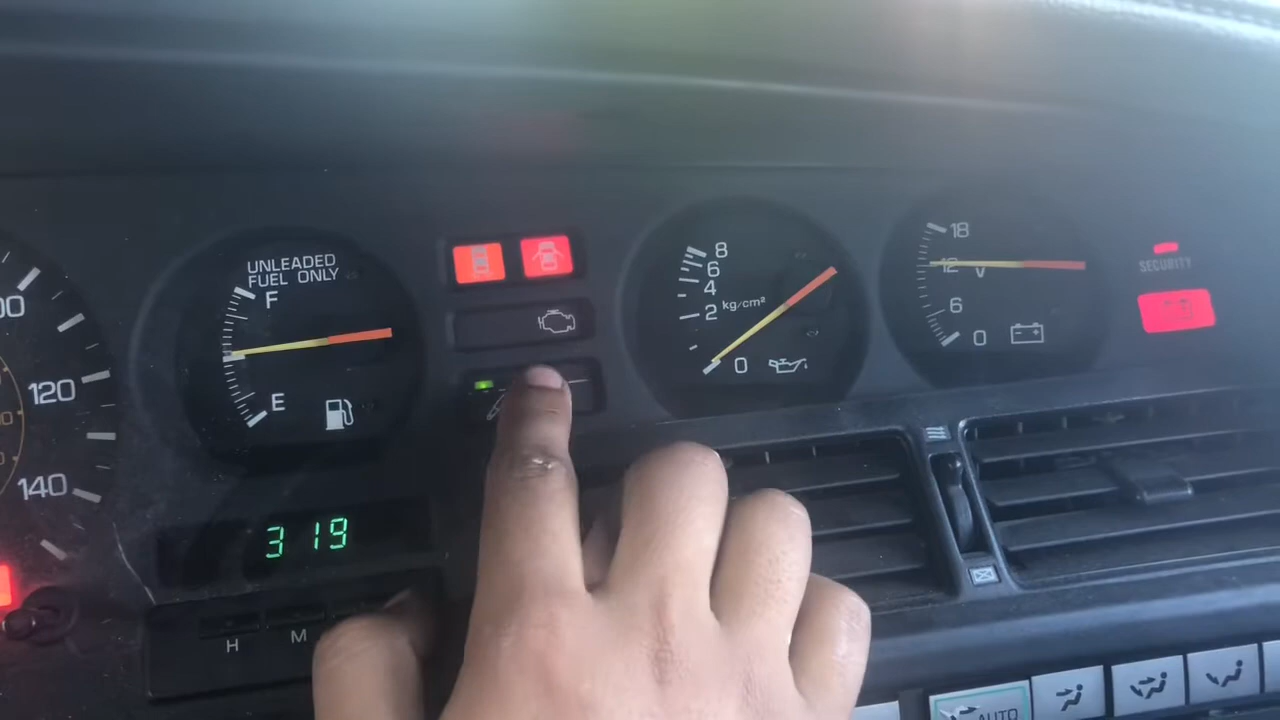 00
120
140
UNLEADED
FUEL ONLY
F
E
3 19
H
M
8
6
4
2
kg/cm²
0
18
12
V
6
0
SECURITY
AUTO